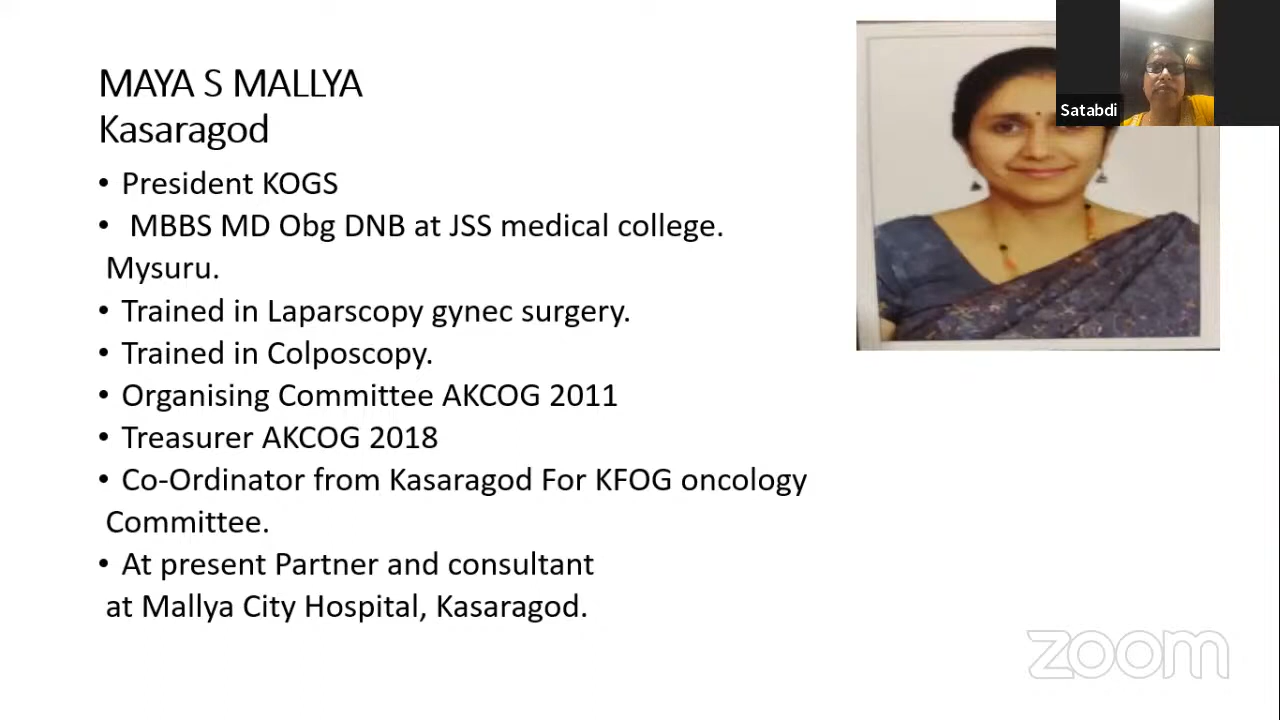 MAYA S MALLYA
Kasaragod
• President KOGS
• MBBS MD Obg DNB at JSS medical college.
Mysuru.
• Trained in Laparscopy gynec surgery.
• Trained in Colposcopy.
• Organising Committee AKCOG 2011
• Treasurer AKCOG 2018
• Co-Ordinator from Kasaragod For KFOG oncology
Committee.
• At present Partner and consultant
at Mallya City Hospital, Kasaragod.
Satabdi
zoom